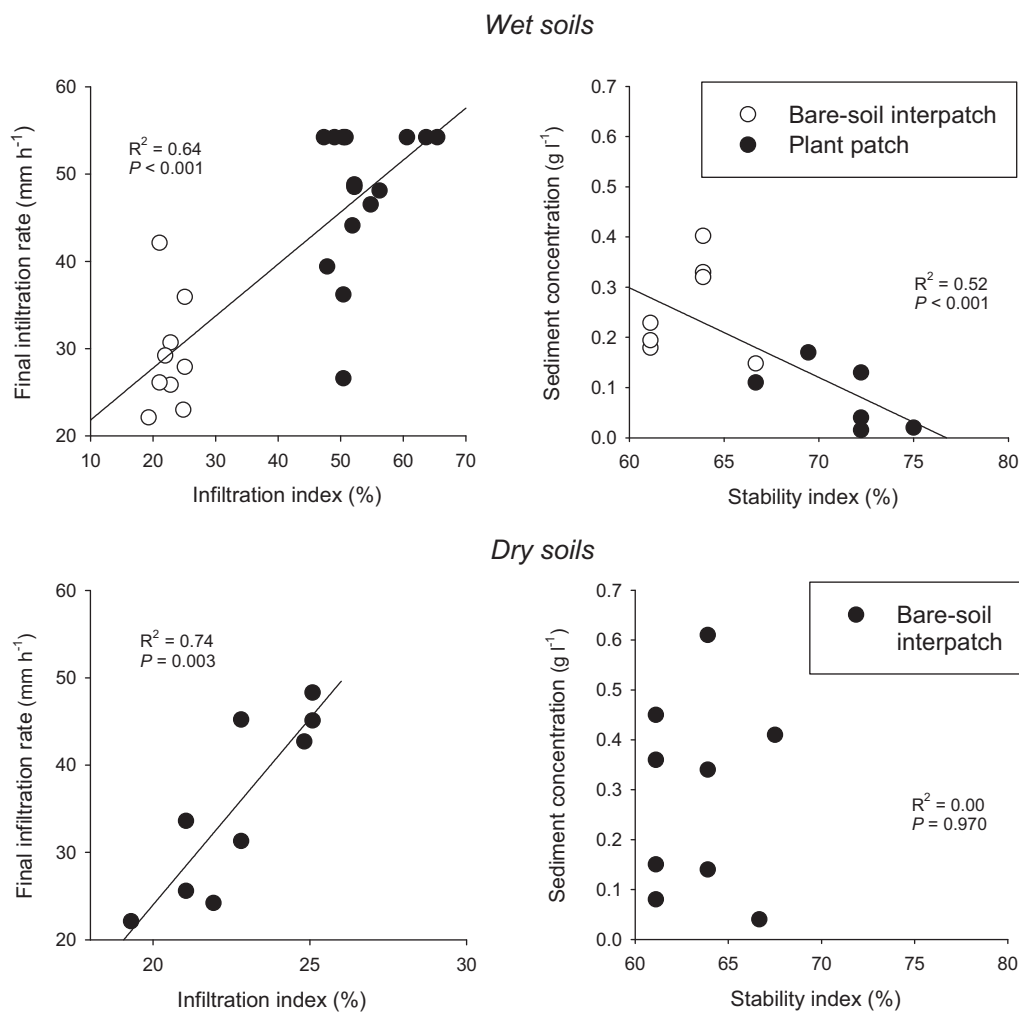 Wet soils
Final intiltration rate (mm h-1)
60
50
40
30
20
R2 = 0.64
P < 0.001
10 20 30 40 50 60 70
Infiltration index (%)
Sediment concentration (g l-1)
0.7
0.6
0.5
0.4
0.3
0.2
0.1
0.0
Bare-soil interpatch
Plant patch
R2 = 0.52
P < 0.001
60 65 70 75 80
Stability index (%)
Dry soils
Final infiltration rate (mm h-1)
60
50
40
30
20
R2 = 0.74
P = 0.003
20 25 30
Infiltration index (%)
Sediment concentration (g l-1)
0.7
0.6
0.5
0.4
0.3
0.2
0.1
0.0
Bare-soil
interpatch
R2 = 0.00
P = 0.970
60 65 70 75 80
Stability index (%)